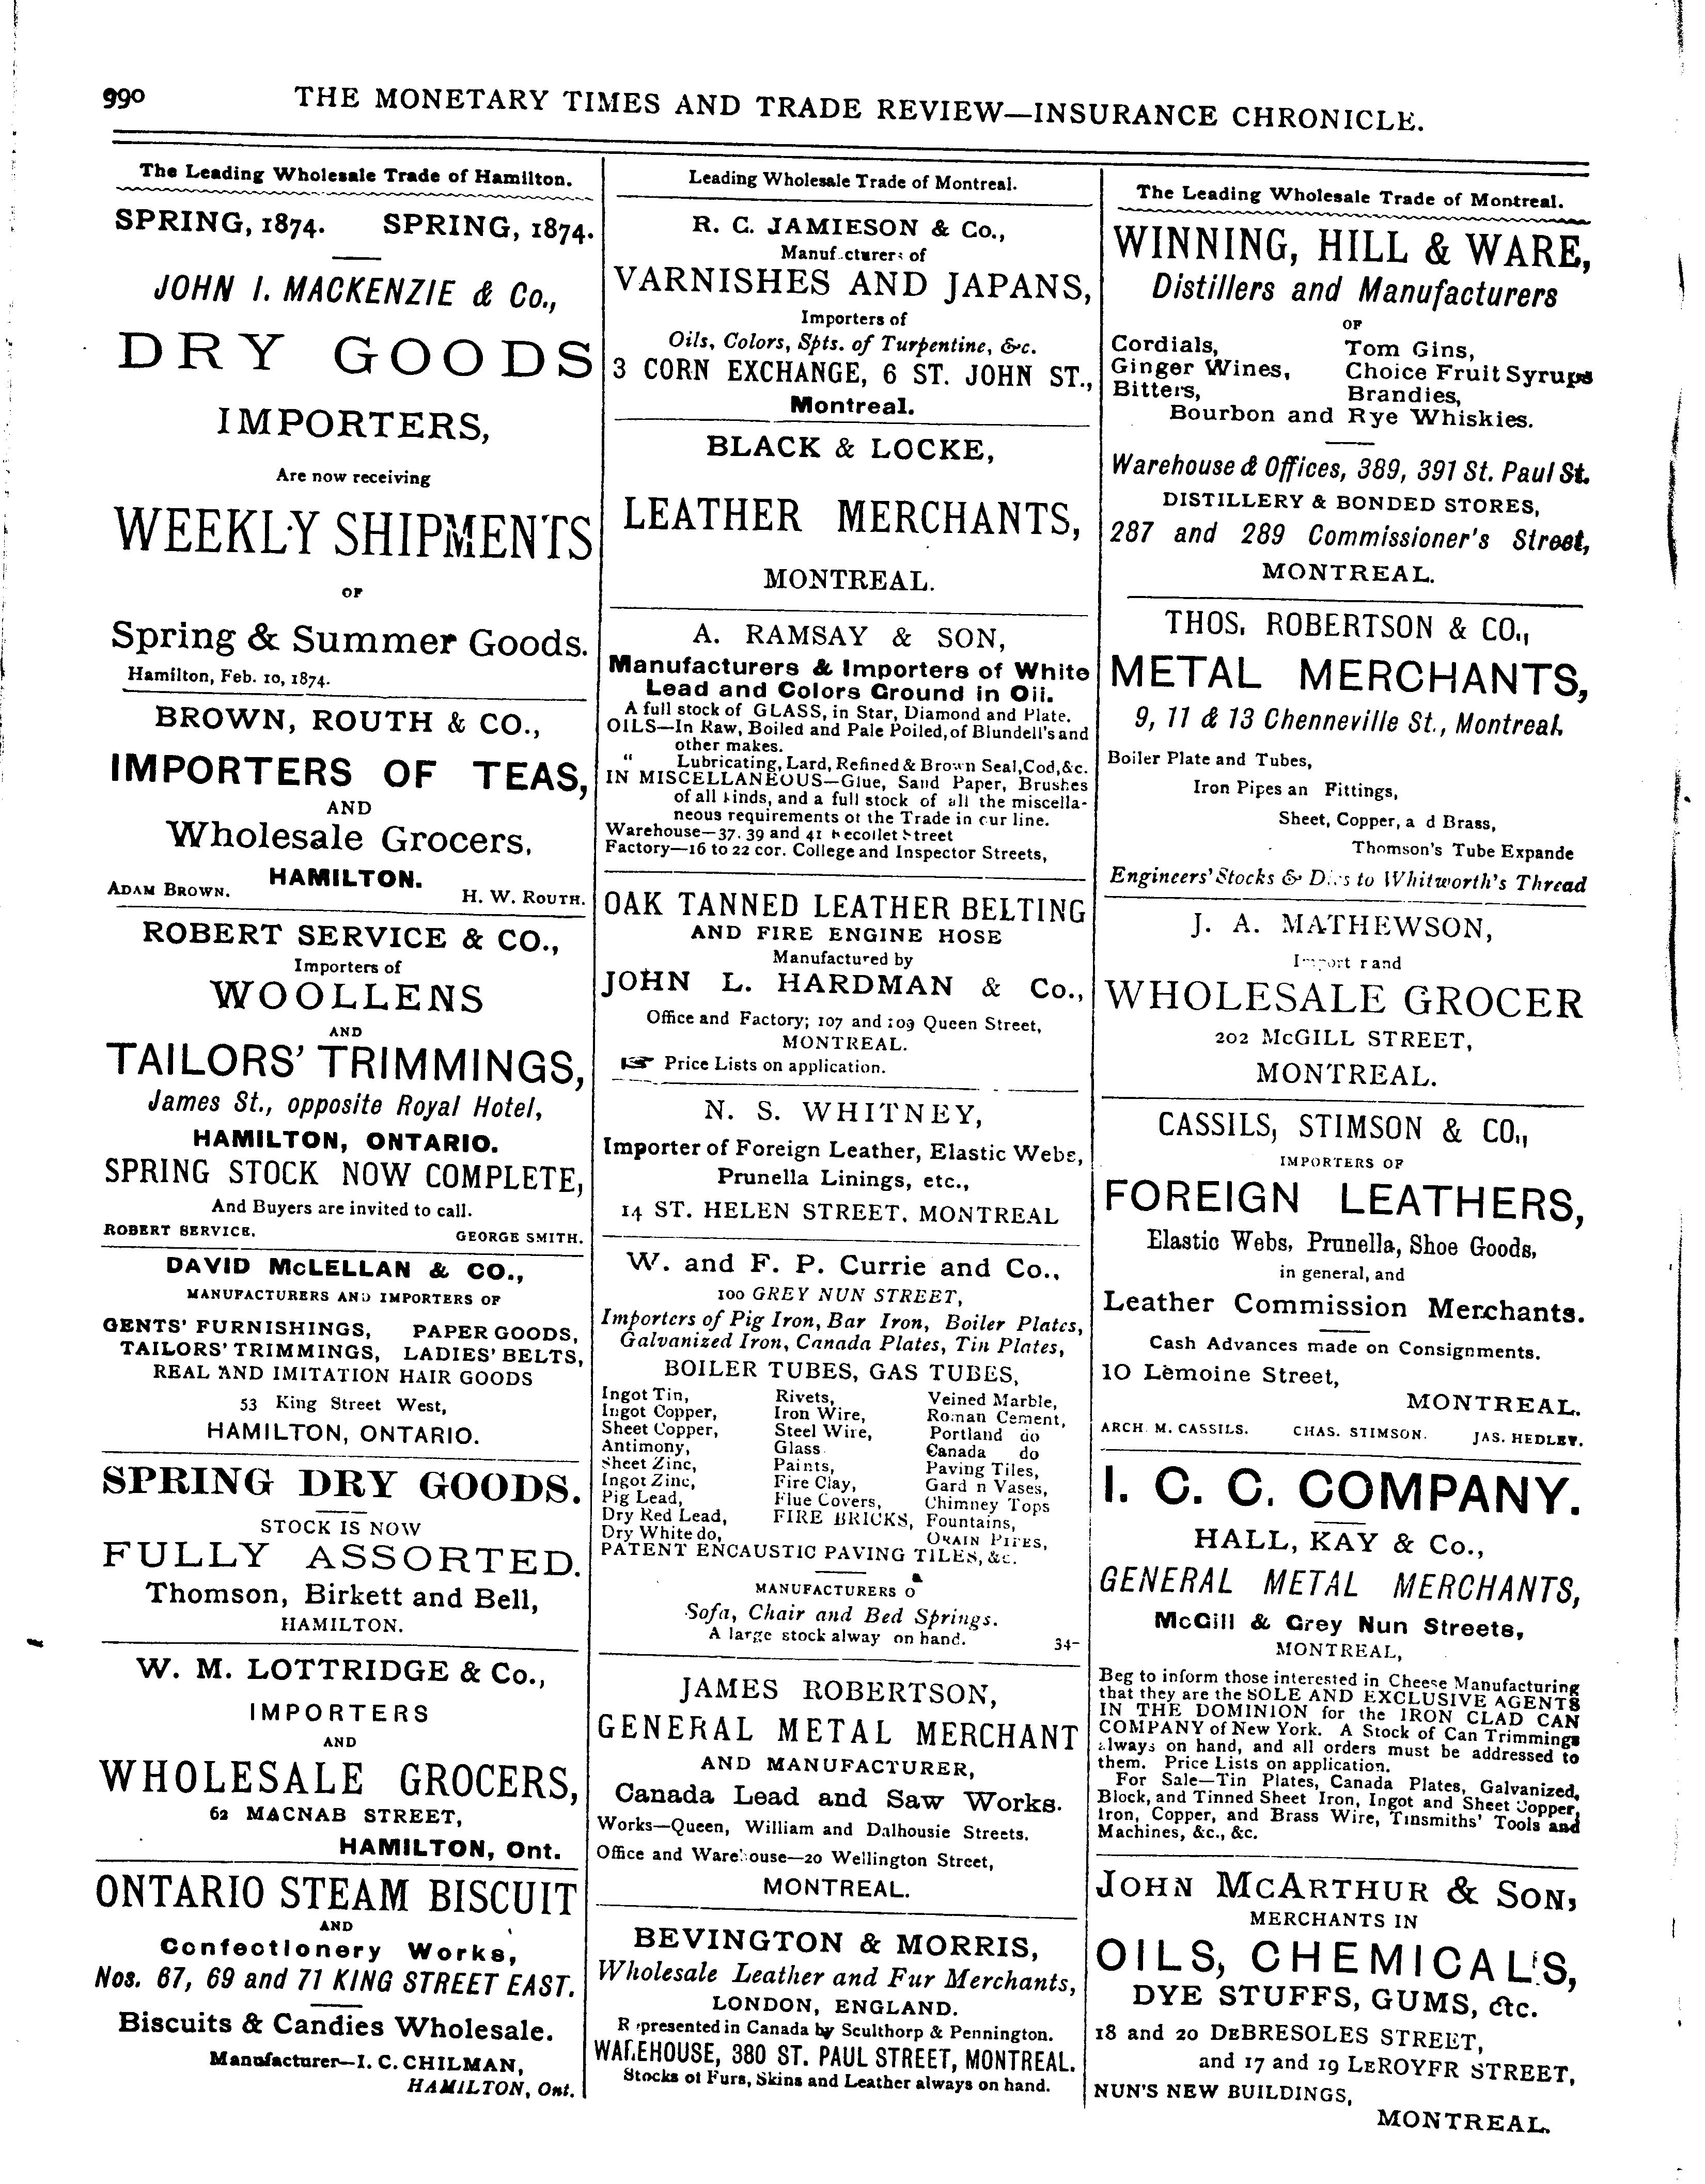 990
THE MONETARY TIMES AND TRADE REVIEW—INSURANCE CHRONICLE.
The Leading Wholesale Trade of Hamilton.
SPRING, 1874. SPRING, 1874.
JOHN I. MACKENZIE & Co.,
DRY GOODS
IMPORTERS,
Are now receiving
WEEKLY SHIPMENTS
OF
Spring & Summer Goods.
Hamilton, Feb. 10, 1874.
BROWN, ROUTH & CO.,
IMPORTERS OF TEAS,
AND
Wholesale Grocers,
HAMILTON.
ADAM BROWN. H. W. ROUTH.
ROBERT SERVICE & CO.,
Importers of
WOOLLENS
AND
TAILORS' TRIMMINGS,
James St., opposite Royal Hotel,
HAMILTON, ONTARIO.
SPRING STOCK NOW COMPLETE,
And Buyers are invited to call.
ROBERT SERVICE. GEORGE SMITH.
DAVID McLELLAN & CO.,
MANUFACTURERS AND IMPORTERS OF
GENTS' FURNISHINGS, PAPER GOODS,
TAILORS' TRIMMINGS, LADIES' BELTS,
REAL AND IMITATION HAIR GOODS
53 King Street West,
HAMILTON, ONTARIO.
SPRING DRY GOODS.
STOCK IS NOW
FULLY ASSORTED.
Thomson, Birkett and Bell,
HAMILTON.
W. M. LOTTRIDGE & Co.,
IMPORTERS
AND
WHOLESALE GROCERS,
62 MACNAB STREET,
HAMILTON, Ont.
ONTARIO STEAM BISCUIT
AND
Confectionery Works,
Nos. 67, 69 and 71 KING STREET EAST.
Biscuits & Candies Wholesale.
Manufacturer—I. C. CHILMAN,
HAMILTON, Ont.
Leading Wholesale Trade of Montreal.
R. C. JAMIESON & Co.,
Manuf cturers of
VARNISHES AND JAPANS,
Importers of
Oils, Colors, Spts. of Turpentine, &c.
3 CORN EXCHANGE, 6 ST. JOHN ST.,
Montreal.
BLACK & LOCKE,
LEATHER MERCHANTS,
MONTREAL.
A. RAMSAY & SON,
Manufacturers & Importers of White
Lead and Colors Ground in Oil.
A full stock of GLASS, in Star, Diamond and Plate.
OILS—In Raw, Boiled and Pale Poiled, of Blundell's and
other makes.
" Lubricating, Lard, Refined & Brown Seal, Cod, &c.
IN MISCELLANEOUS—Glue, Sand Paper, Brushes
of all kinds, and a full stock of all the miscella-
neous requirements of the Trade in our line.
Warehouse—37, 39 and 41 Recollet Street
Factory—16 to 22 cor. College and Inspector Streets,
OAK TANNED LEATHER BELTING
AND FIRE ENGINE HOSE
Manufactured by
JOHN L. HARDMAN & Co.,
Office and Factory; 107 and 109 Queen Street,
MONTREAL.
☞ Price Lists on application.
N. S. WHITNEY,
Importer of Foreign Leather, Elastic Webs,
Prunella Linings, etc.,
14 ST. HELEN STREET, MONTREAL
W. and F. P. Currie and Co.,
100 GREY NUN STREET,
Importers of Pig Iron, Bar Iron, Boiler Plates,
Galvanized Iron, Canada Plates, Tin Plates,
BOILER TUBES, GAS TUBES,
Ingot Tin, Rivets, Veined Marble,
Ingot Copper, Iron Wire, Roman Cement,
Sheet Copper, Steel Wire, Portland do
Antimony, Glass Canada do
Sheet Zinc, Paints, Paving Tiles,
Ingot Zinc, Fire Clay, Gard n Vases,
Pig Lead, Flue Covers, Chimney Tops
Dry Red Lead, FIRE BRICKS, Fountains,
Dry White do, DRAIN PIPES,
PATENT ENCAUSTIC PAVING TILES, &c.
MANUFACTURERS O
Sofa, Chair and Bed Springs.
A large stock alway on hand. 34-
JAMES ROBERTSON,
GENERAL METAL MERCHANT
AND MANUFACTURER,
Canada Lead and Saw Works.
Works—Queen, William and Dalhousie Streets.
Office and Warehouse—20 Wellington Street,
MONTREAL.
BEVINGTON & MORRIS,
Wholesale Leather and Fur Merchants,
LONDON, ENGLAND.
R presented in Canada by Sculthorp & Pennington.
WAREHOUSE, 380 ST. PAUL STREET, MONTREAL.
Stocks of Furs, Skins and Leather always on hand.
The Leading Wholesale Trade of Montreal.
WINNING, HILL & WARE,
Distillers and Manufacturers
OF
Cordials, Tom Gins,
Ginger Wines, Choice Fruit Syrups
Bitters, Brandies,
Bourbon and Rye Whiskies.
Warehouse & Offices, 389, 391 St. Paul St.
DISTILLERY & BONDED STORES,
287 and 289 Commissioner's Street,
MONTREAL.
THOS. ROBERTSON & CO.,
METAL MERCHANTS,
9, 11 & 13 Chenneville St., Montreal.
Boiler Plate and Tubes,
Iron Pipes an Fittings,
Sheet, Copper, a d Brass,
Thomson's Tube Expande
Engineers' Stocks & Dies to Whitworth's Thread
J. A. MATHEWSON,
Import r and
WHOLESALE GROCER
202 McGILL STREET,
MONTREAL.
CASSILS, STIMSON & CO.,
IMPORTERS OF
FOREIGN LEATHERS,
Elastic Webs, Prunella, Shoe Goods,
in general, and
Leather Commission Merchants.
Cash Advances made on Consignments.
10 Lemoine Street,
MONTREAL.
ARCH. M. CASSILS. CHAS. STIMSON. JAS. HEDLEY.
I. C. C. COMPANY.
HALL, KAY & Co.,
GENERAL METAL MERCHANTS,
McGill & Grey Nun Streets,
MONTREAL,
Beg to inform those interested in Cheese Manufacturing
that they are the SOLE AND EXCLUSIVE AGENTS
IN THE DOMINION for the IRON CLAD CAN
COMPANY of New York. A Stock of Can Trimmings
always on hand, and all orders must be addressed to
them. Price Lists on application.
For Sale—Tin Plates, Canada Plates, Galvanized,
Block, and Tinned Sheet Iron, Ingot and Sheet Copper,
Iron, Copper, and Brass Wire, Tinsmiths' Tools and
Machines, &c., &c.
JOHN McARTHUR & SON,
MERCHANTS IN
OILS, CHEMICALS,
DYE STUFFS, GUMS, &c.
18 and 20 DEBRESOLES STREET,
and 17 and 19 LEROYER STREET,
NUN'S NEW BUILDINGS,
MONTREAL.